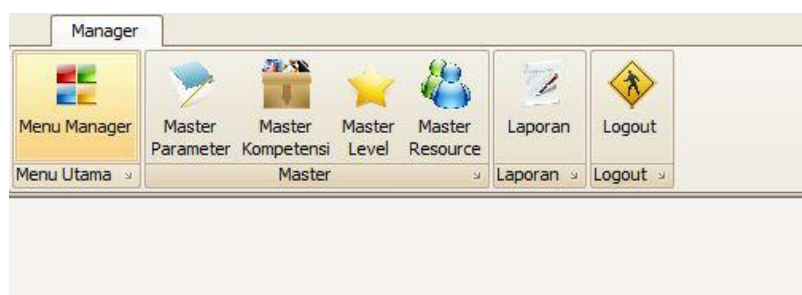 Manager
Menu Manager
Master Parameter
Master Kompetensi
Master Level
Master Resource
Laporan
Logout
Menu Utama
Master
Laporan
Logout